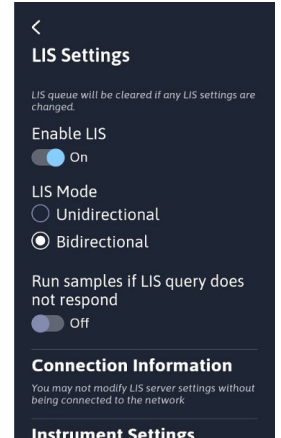 LIS Settings
LIS queue will be cleared if any LIS settings are
changed.
Enable LIS
On
LIS Mode
Unidirectional
Bidirectional
Run samples if LIS query does
not respond
Off
Connection Information
You may not modify LIS server settings without
being connected to the network
Instrument Settings